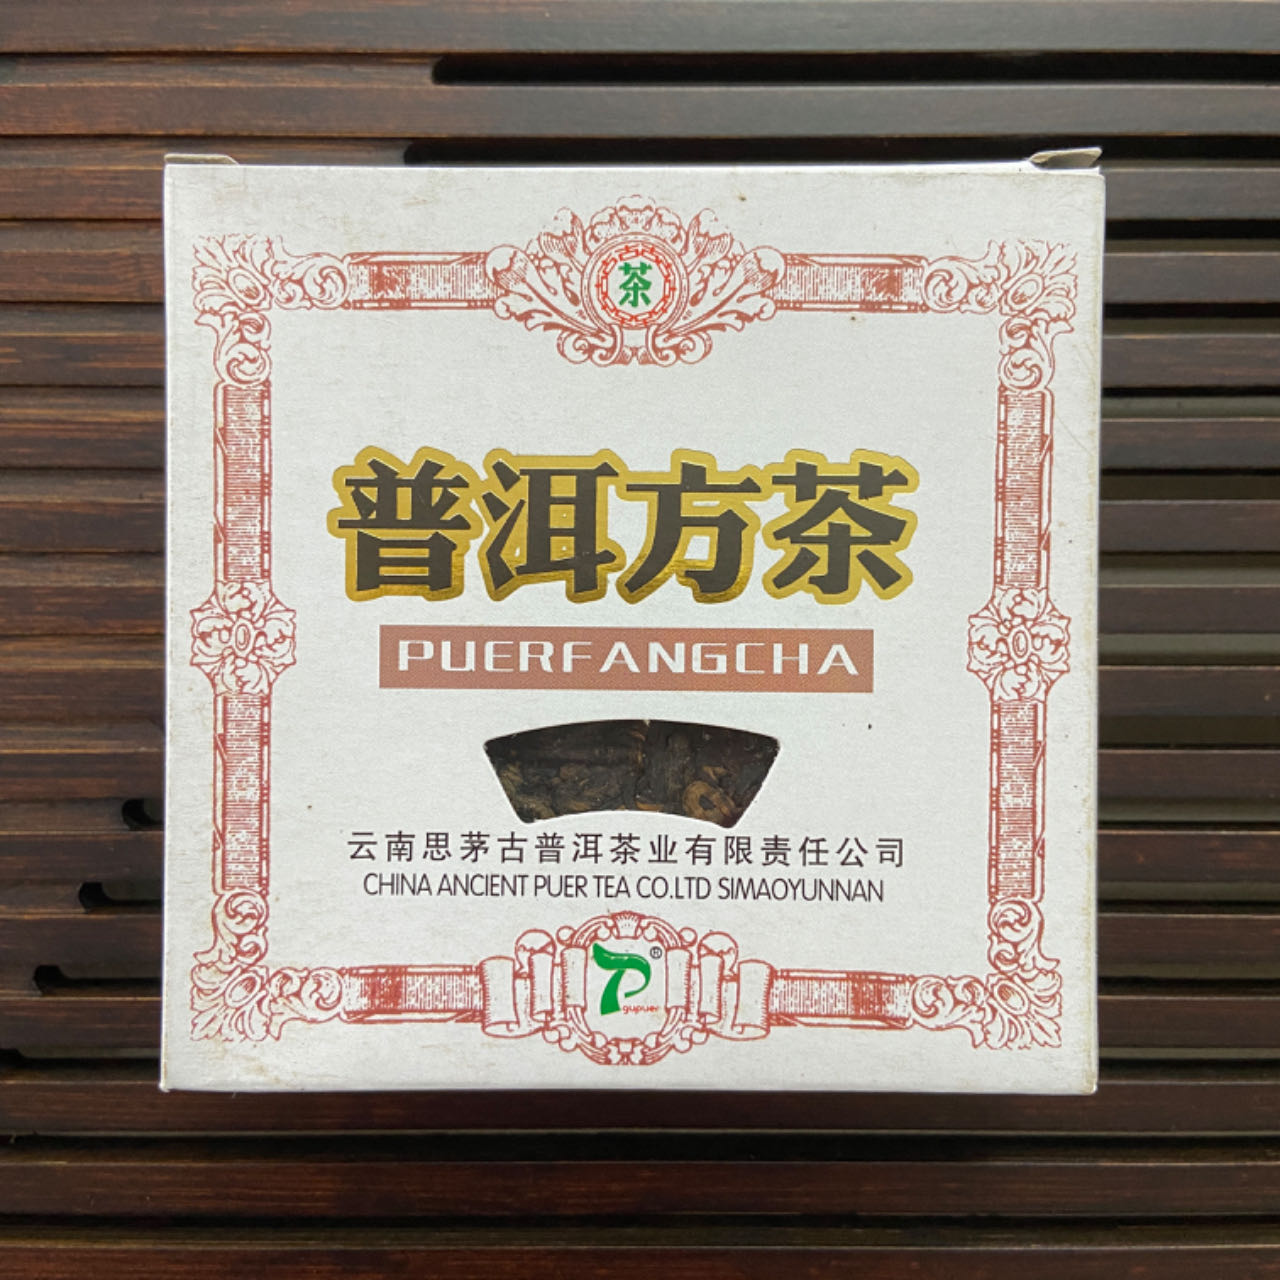 茶
普洱方茶
PUERFANGCHA
云南思茅古普洱茶业有限责任公司
CHINA ANCIENT PUER TEA CO.LTD SIMAOYUNNAN
®
gupuer